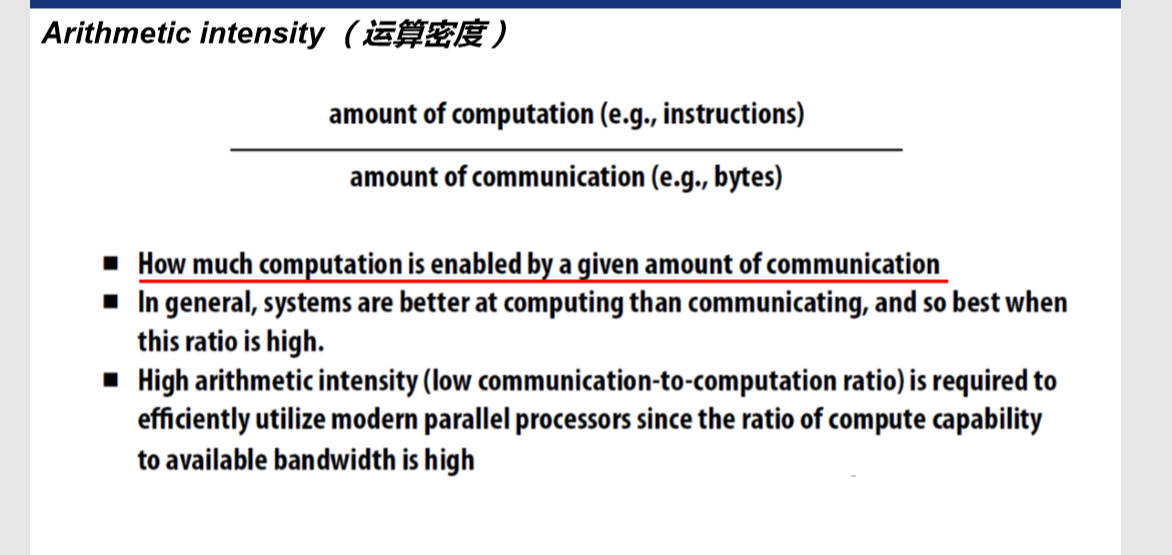 Arithmetic intensity（运算密度）
amount of computation (e.g., instructions)
amount of communication (e.g., bytes)
■ How much computation is enabled by a given amount of communication
■ In general, systems are better at computing than communicating, and so best when
this ratio is high.
■ High arithmetic intensity (low communication-to-computation ratio) is required to
efficiently utilize modern parallel processors since the ratio of compute capability
to available bandwidth is high